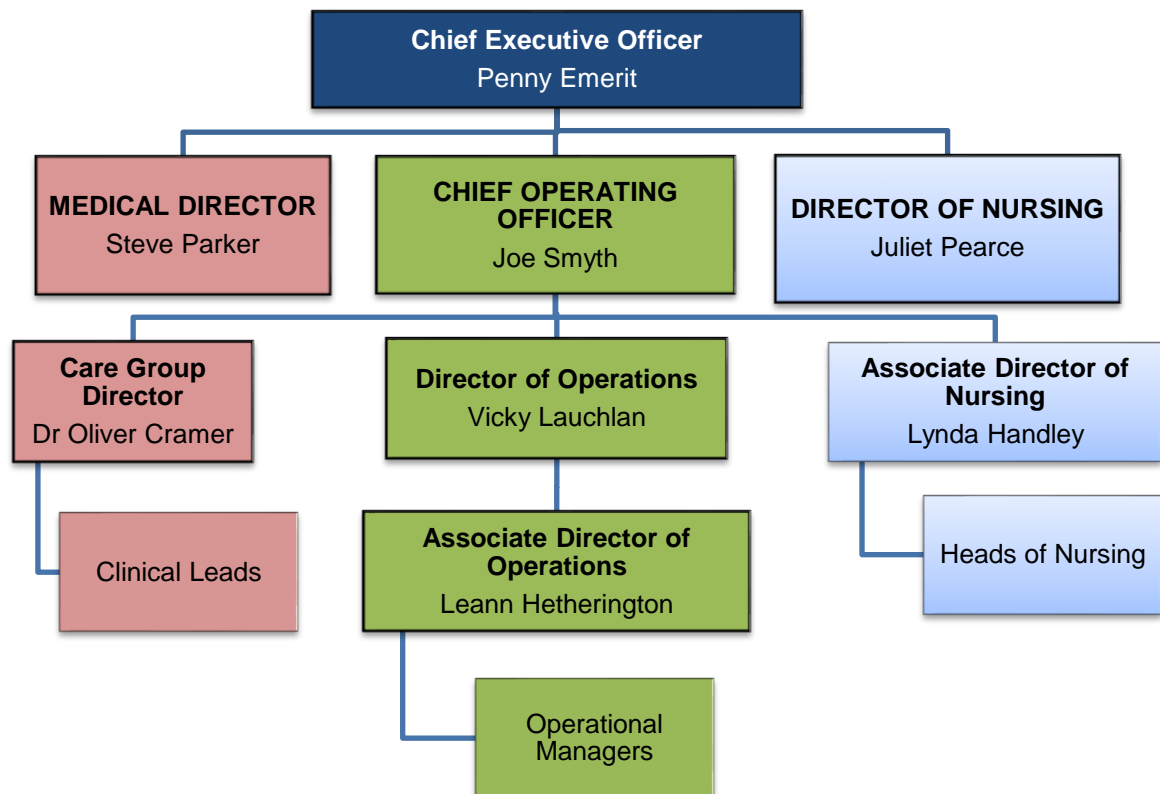 Chief Executive Officer
Penny Emerit
MEDICAL DIRECTOR
Steve Parker
CHIEF OPERATING
OFFICER
Joe Smyth
DIRECTOR OF NURSING
Juliet Pearce
Care Group
Director
Dr Oliver Cramer
Director of Operations
Vicky Lauchlan
Associate Director of
Nursing
Lynda Handley
Clinical Leads
Associate Director of
Operations
Leann Hetherington
Heads of Nursing
Operational
Managers